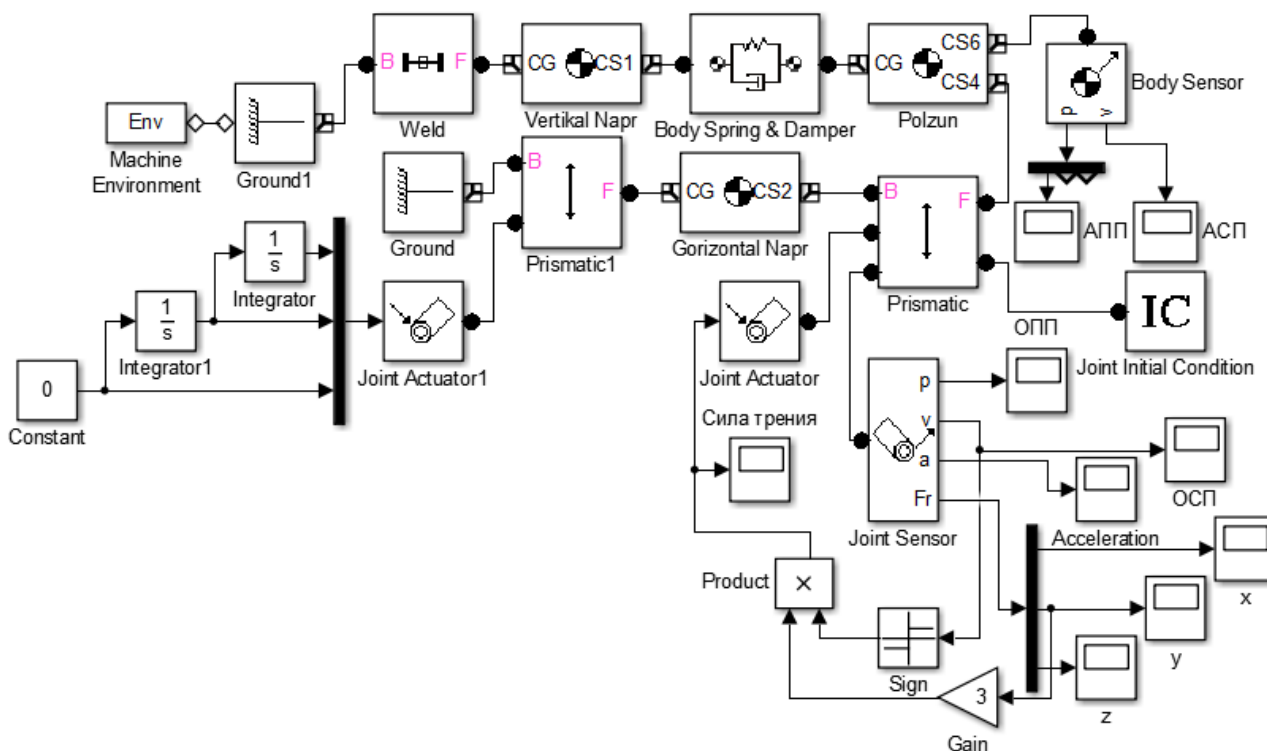 B F
Weld
CG CS1
Vertikal Napr
Body Spring & Damper
CG CS6
CS4
Polzun
p v
Body Sensor
Env
Machine
Environment
Ground1
Ground
B F
Prismatic1
CG CS2
Gorizontal Napr
B F
Prismatic
АПП
АСП
1
s
Integrator
1
s
Integrator1
0
Constant
Joint Actuator1
Joint Actuator
IC
Joint Initial Condition
ОПП
Сила трения
p
v
a
Fr
Joint Sensor
Acceleration
ОСП
x
y
z
Product
×
Sign
3
Gain